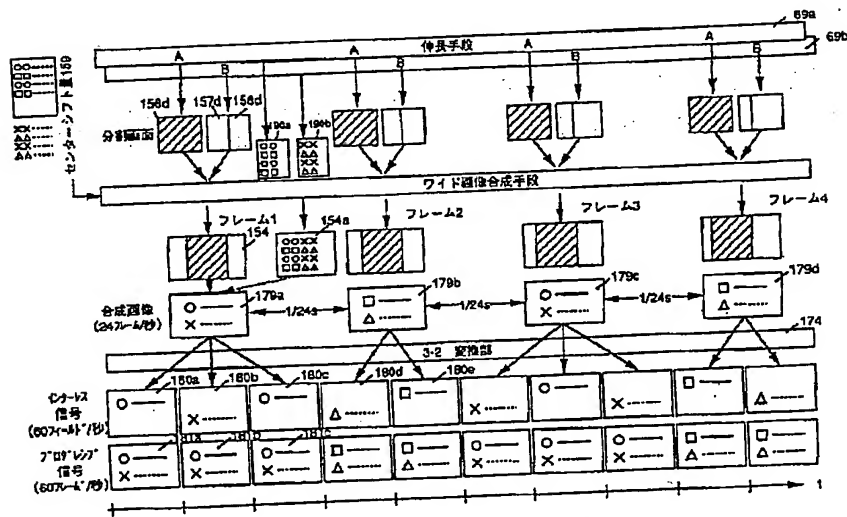 69a
A
伸長手段
A
A
A
69b
B
B
B
B
センターシフト量159
156d
157d
156d
190a
190b
分割画面
ワイド画像合成手段
フレーム1
154
154a
フレーム2
フレーム3
フレーム4
合成画像
(24フレーム/秒)
179a
1/24s
179b
1/24s
179c
1/24s
179d
174
3-2 変換部
180a
180b
180c
180d
180e
インターレス
信号
(60フィールド/秒)
プログレシブ
信号
(60フレーム/秒)